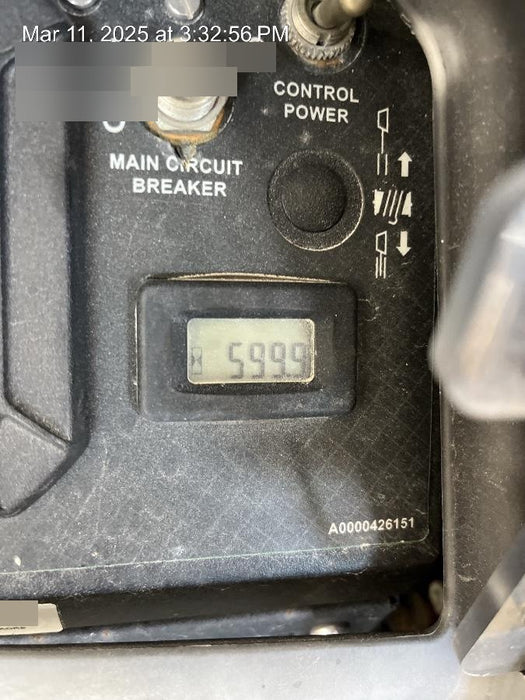 Mar 11, 2025 at 3:32:56 PM
CONTROL
POWER
MAIN CIRCUIT
BREAKER
599.9
A0000426151